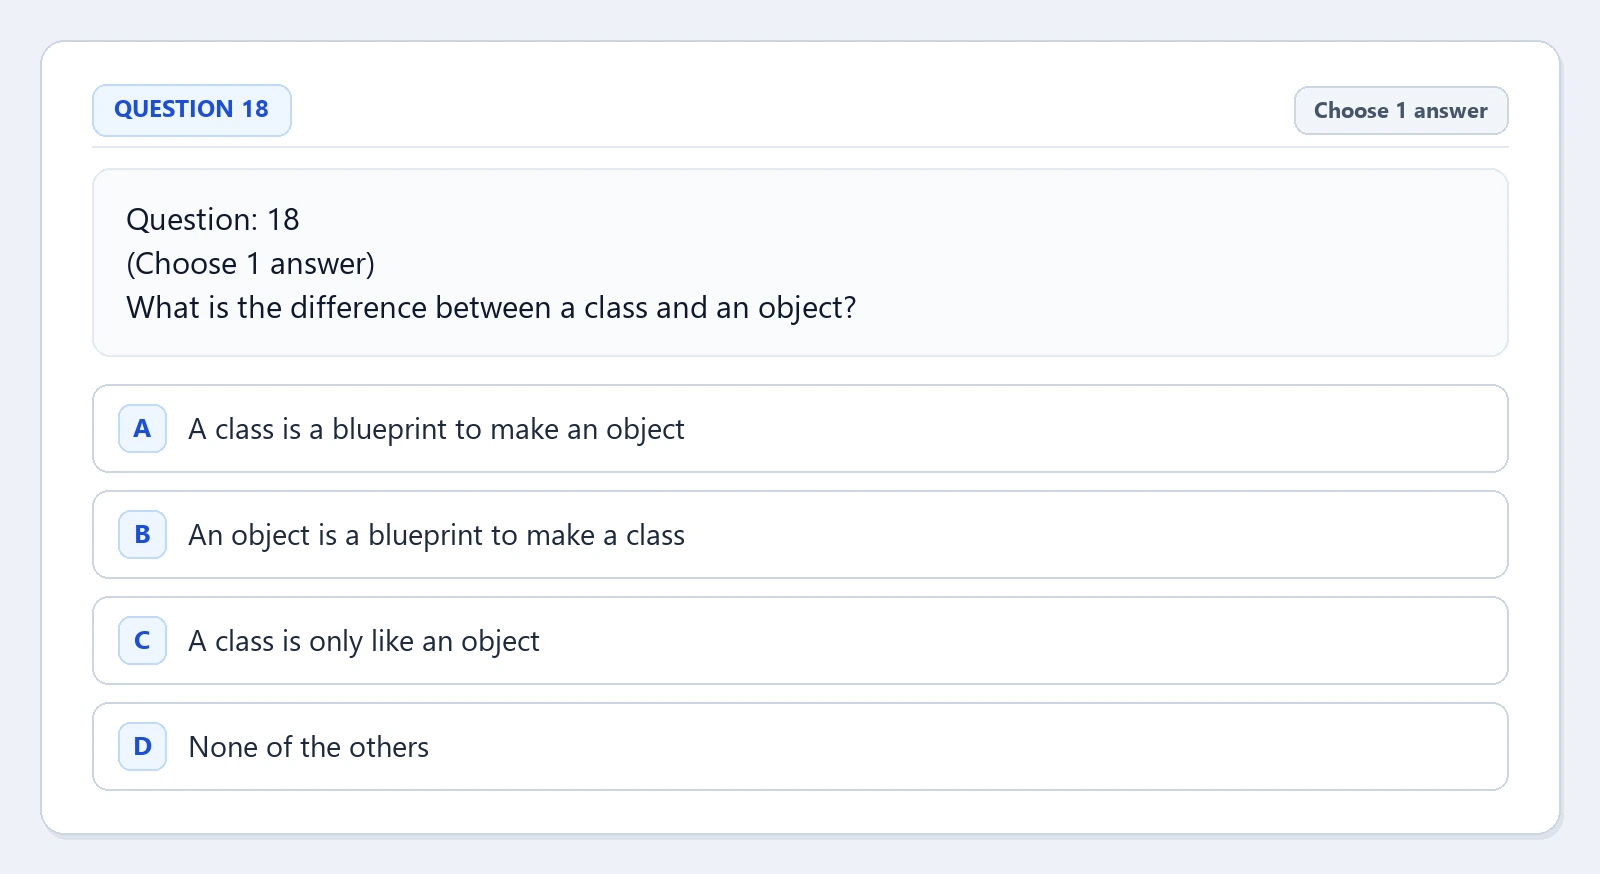 QUESTION 18
Choose 1 answer
Question: 18
(Choose 1 answer)
What is the difference between a class and an object?
A A class is a blueprint to make an object
B An object is a blueprint to make a class
C A class is only like an object
D None of the others